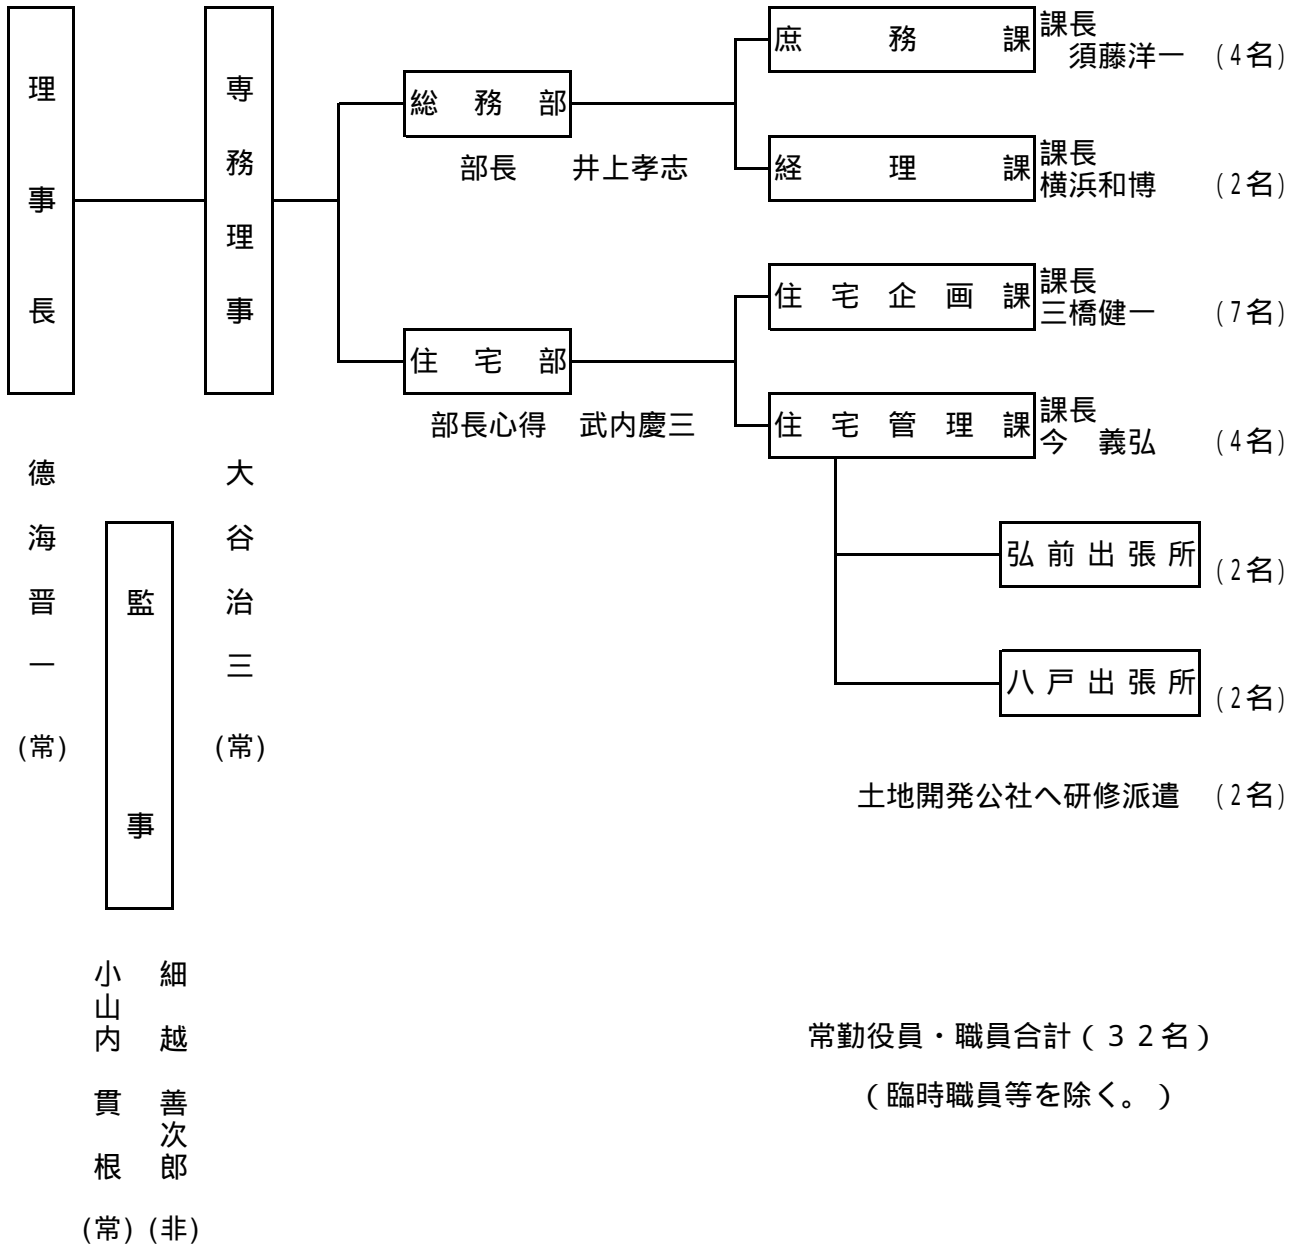 理事長
徳海晋一
(常)
専務理事
大谷治三
(常)
監事
細越善次郎
(非)
小山内貫根
(常)
総務部
部長　井上孝志
庶務課
課長
須藤洋一 (4名)
経理課
課長
横浜和博 (2名)
住宅部
部長心得　武内慶三
住宅企画課
課長
三橋健一 (7名)
住宅管理課
課長
今　義弘 (4名)
弘前出張所 (2名)
八戸出張所 (2名)
土地開発公社へ研修派遣 (2名)
常勤役員・職員合計(３２名)
(臨時職員等を除く。)